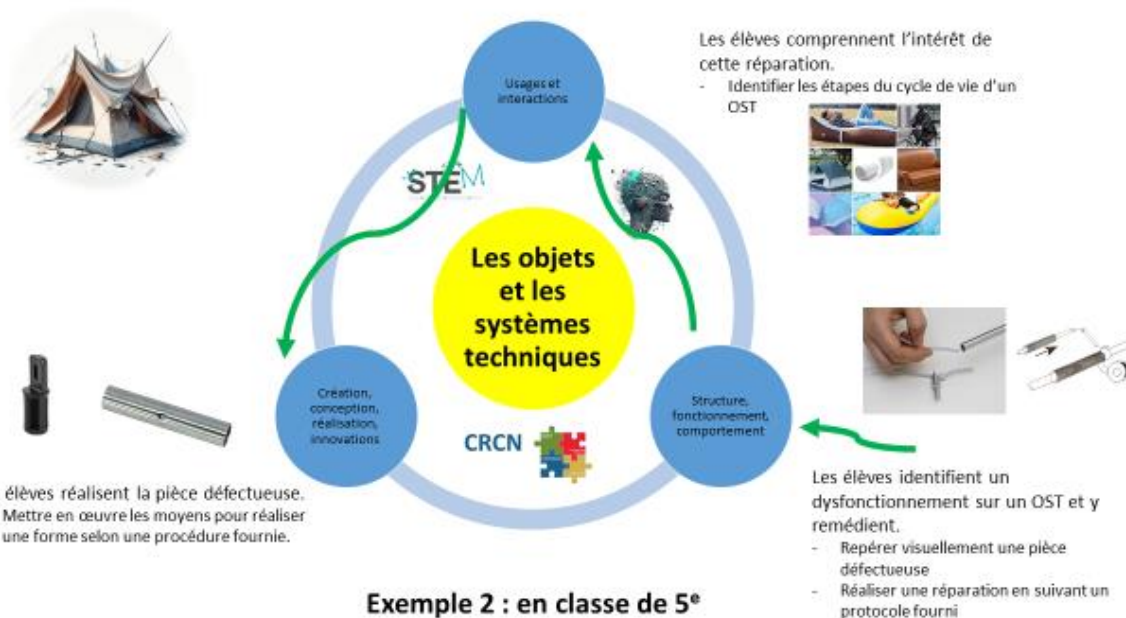 Usages et
interactions
Les élèves comprennent l'intérêt de
cette réparation.
- Identifier les étapes du cycle de vie d'un
OST
STEM
Les objets
et les
systèmes
techniques
Création,
conception,
réalisation,
innovations
Structure,
fonctionnement,
comportement
CRCN
élèves réalisent la pièce défectueuse.
Mettre en œuvre les moyens pour réaliser
une forme selon une procédure fournie.
Les élèves identifient un
dysfonctionnement sur un OST et y
remédient.
- Repérer visuellement une pièce
défectueuse
- Réaliser une réparation en suivant un
protocole fourni
Exemple 2 : en classe de 5e